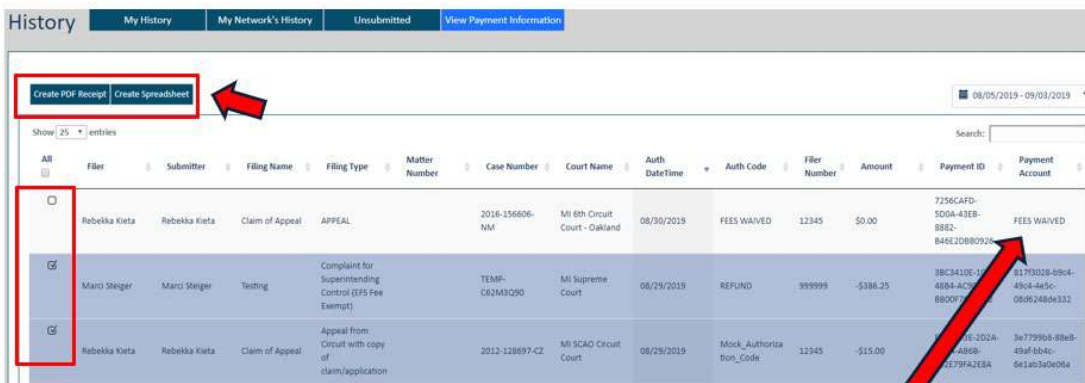 History
My History
My Network's History
Unsubmitted
View Payment Information
Create PDF Receipt
Create Spreadsheet
08/05/2019 - 09/03/2019
Show 25 entries
Search:
All
Filer
Submitter
Filing Name
Filing Type
Matter
Number
Case Number
Court Name
Auth
DateTime
Auth Code
Filer
Number
Amount
Payment ID
Payment
Account
Rebekka Kieta
Rebekka Kieta
Claim of Appeal
APPEAL
2016-156606-
NM
MI 6th Circuit
Court - Oakland
08/30/2019
FEES WAIVED
12345
$0.00
7256CAFD-
5D0A-43EB-
8882-
B46E2DBB0926
FEES WAIVED
Marci Steiger
Marci Steiger
Testing
Complaint for
Superintending
Control (EFS Fee
Exempt)
TEMP-
C62M3Q90
MI Supreme
Court
08/29/2019
REFUND
999999
-$386.25
817f3028-b9c4-
49c4-4e5c-
08d6248de332
Rebekka Kieta
Rebekka Kieta
Claim of Appeal
Appeal from
Circuit with copy
of
claim/application
2012-128697-CZ
MI SCAO Circuit
Court
08/29/2019
Mock_Authoriza
tion_Code
12345
-$15.00
3e7799b8-88e8-
49af-bb4c-
6e1ab3a0e06a